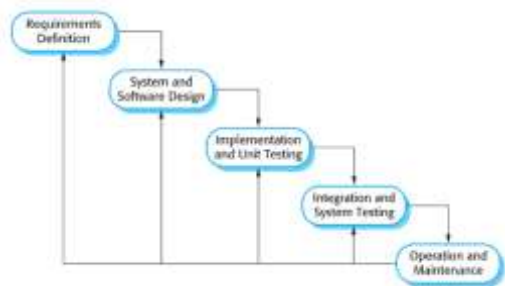 Requirements
Definition
System and
Software Design
Implementation
and Unit Testing
Integration and
System Testing
Operation and
Maintenance